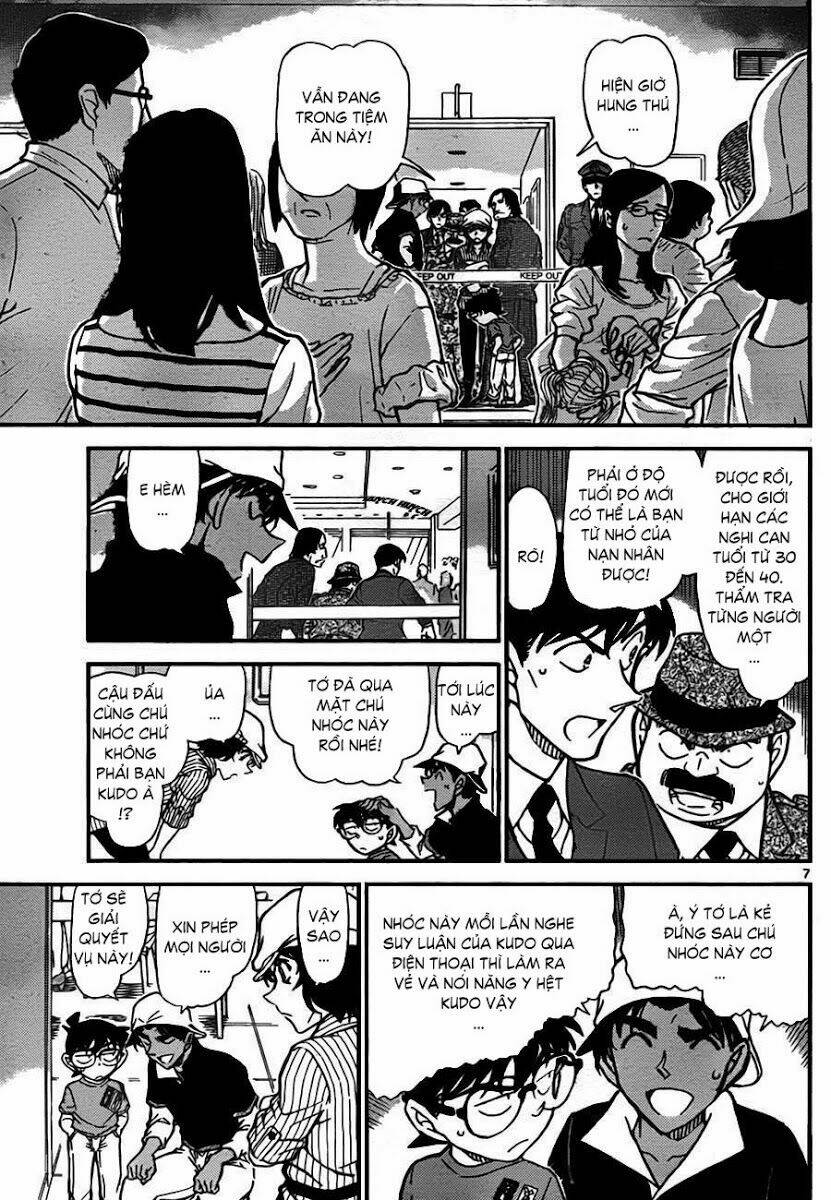 HIỆN GIỜ
HUNG THỦ
...
VẪN ĐANG
TRONG TIỆM
ĂN NÀY!
KEEP OUT
KEEP OUT
ĐƯỢC RỒI,
CHO GIỚI
HẠN CÁC
NGHI CAN
TUỔI TỪ 30
ĐẾN 40.
THẨM TRA
TỪNG NGƯỜI
MỘT
...
PHẢI Ở ĐỘ
TUỔI ĐÓ MỚI
CÓ THỂ LÀ BẠN
TỪ NHỎ CỦA
NẠN NHÂN
ĐƯỢC!
RÕ!
E HÈM
...
TỚI LÚC
NÀY
...
TỚ ĐÃ QUA
MẶT CHÚ
NHÓC NÀY
RỒI NHÉ!
ỦA
...
CẬU ĐẤU
CÙNG CHÚ
NHÓC CHỨ
KHÔNG
PHẢI BẠN
KUDO À
!?
7
À, Ý TỚ LÀ KẺ
ĐỨNG SAU CHÚ
NHÓC NÀY CƠ
...
NHÓC NÀY MỖI LẦN NGHE
SUY LUẬN CỦA KUDO QUA
ĐIỆN THOẠI THÌ LÀM RA
VẺ VÀ NÓI NĂNG Y HỆT
KUDO VẬY
...
VẬY
SAO
...
XIN PHÉP
MỌI NGƯỜI
...
TỚ SẼ
GIẢI
QUYẾT
VỤ NÀY!